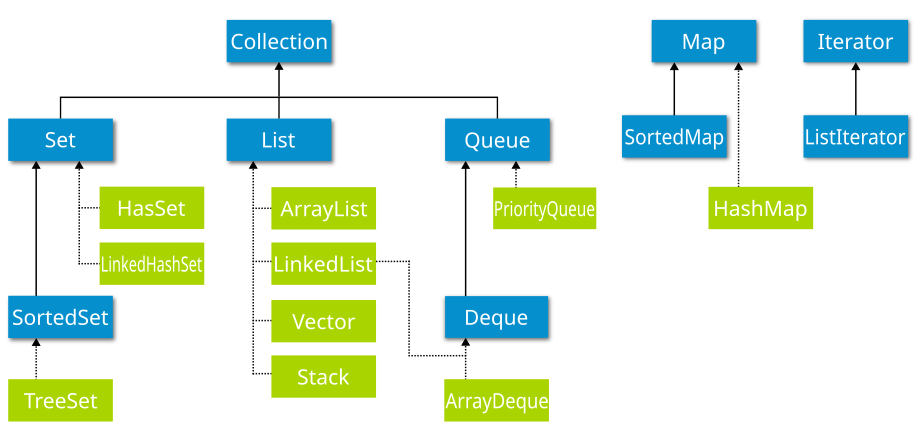 Collection
Map
Iterator
Set
List
Queue
SortedMap
ListIterator
HasSet
ArrayList
PriorityQueue
HashMap
LinkedHashSet
LinkedList
SortedSet
Vector
Deque
Stack
TreeSet
ArrayDeque